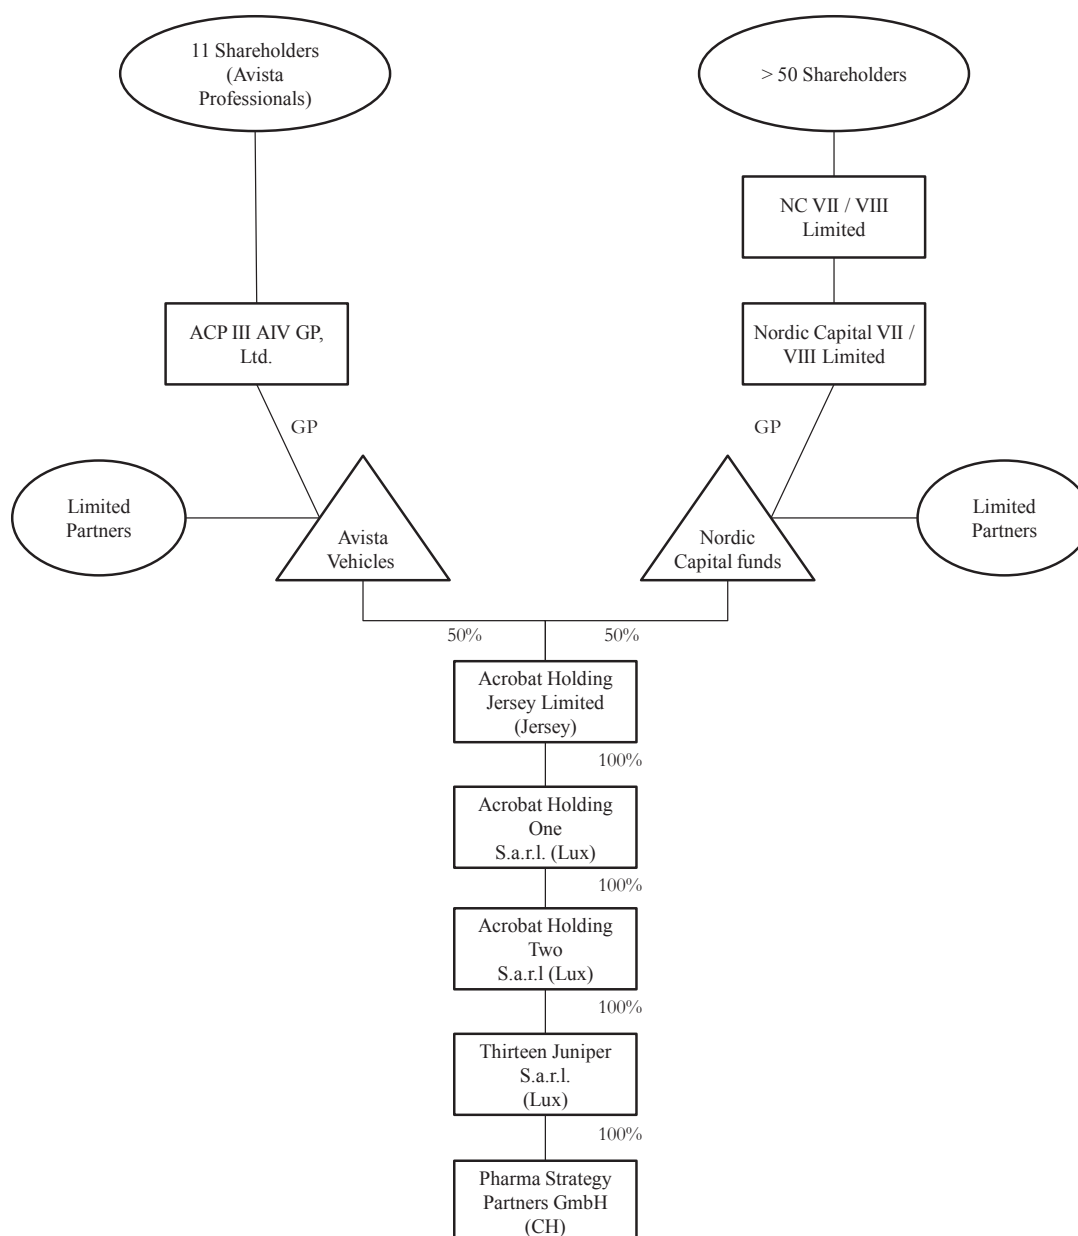 11 Shareholders
(Avista
Professionals)
> 50 Shareholders
NC VII / VIII
Limited
ACP III AIV GP,
Ltd.
Nordic Capital VII /
VIII Limited
GP
GP
Limited
Partners
Avista
Vehicles
Nordic
Capital funds
Limited
Partners
50%
50%
Acrobat Holding
Jersey Limited
(Jersey)
100%
Acrobat Holding
One
S.a.r.l. (Lux)
100%
Acrobat Holding
Two
S.a.r.l (Lux)
100%
Thirteen Juniper
S.a.r.l.
(Lux)
100%
Pharma Strategy
Partners GmbH
(CH)